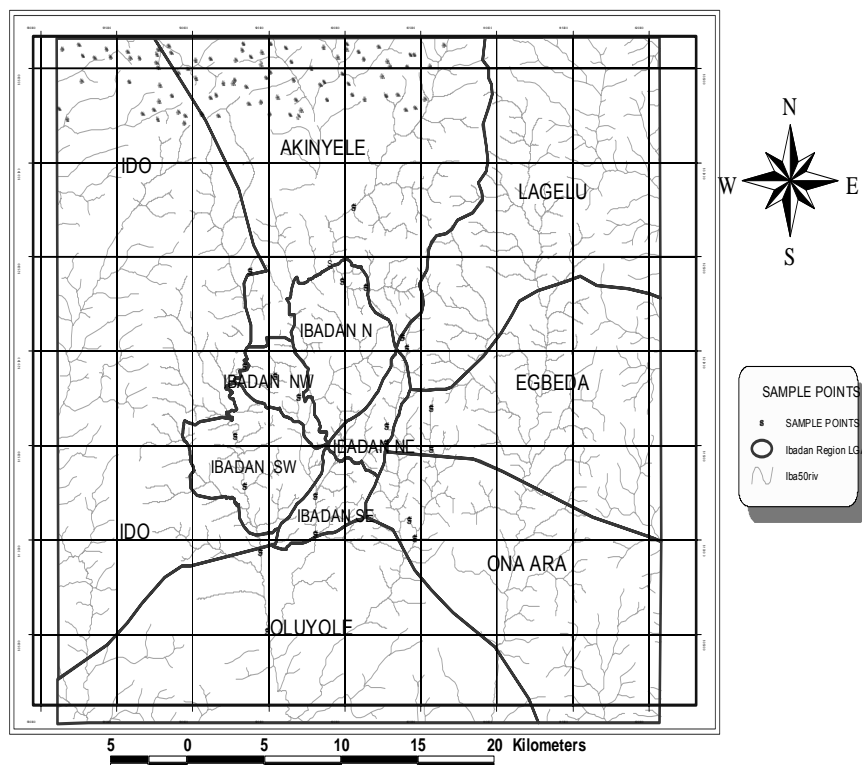 N
W E
S
AKINYELE
IDO
LAGELU
IBADAN N
IBADAN NW
EGBEDA
IBADAN NE
IBADAN SW
IBADAN SE
IDO
ONA ARA
OLUYOLE
SAMPLE POINTS
s SAMPLE POINTS
Ibadan Region LG
Iba50riv
5 0 5 10 15 20 Kilometers